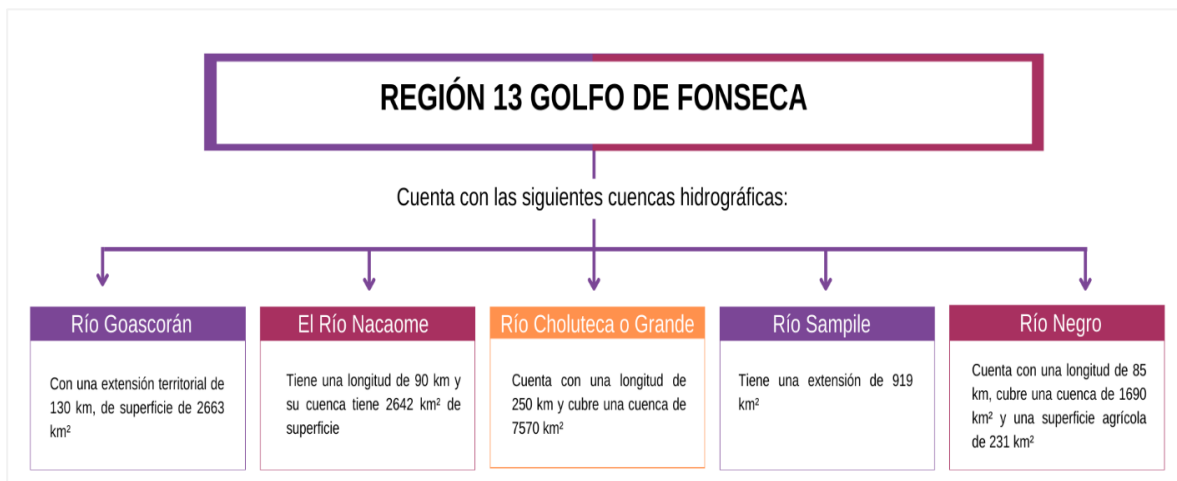 REGIÓN 13 GOLFO DE FONSECA
Cuenta con las siguientes cuencas hidrográficas:
Río Goascorán
Con una extensión territorial de
130 km, de superficie de 2663
km²
El Río Nacaome
Tiene una longitud de 90 km y
su cuenca tiene 2642 km² de
superficie
Río Choluteca o Grande
Cuenta con una longitud de
250 km y cubre una cuenca de
7570 km²
Río Sampile
Tiene una extensión de 919
km²
Río Negro
Cuenta con una longitud de 85
km, cubre una cuenca de 1690
km² y una superficie agrícola
de 231 km²